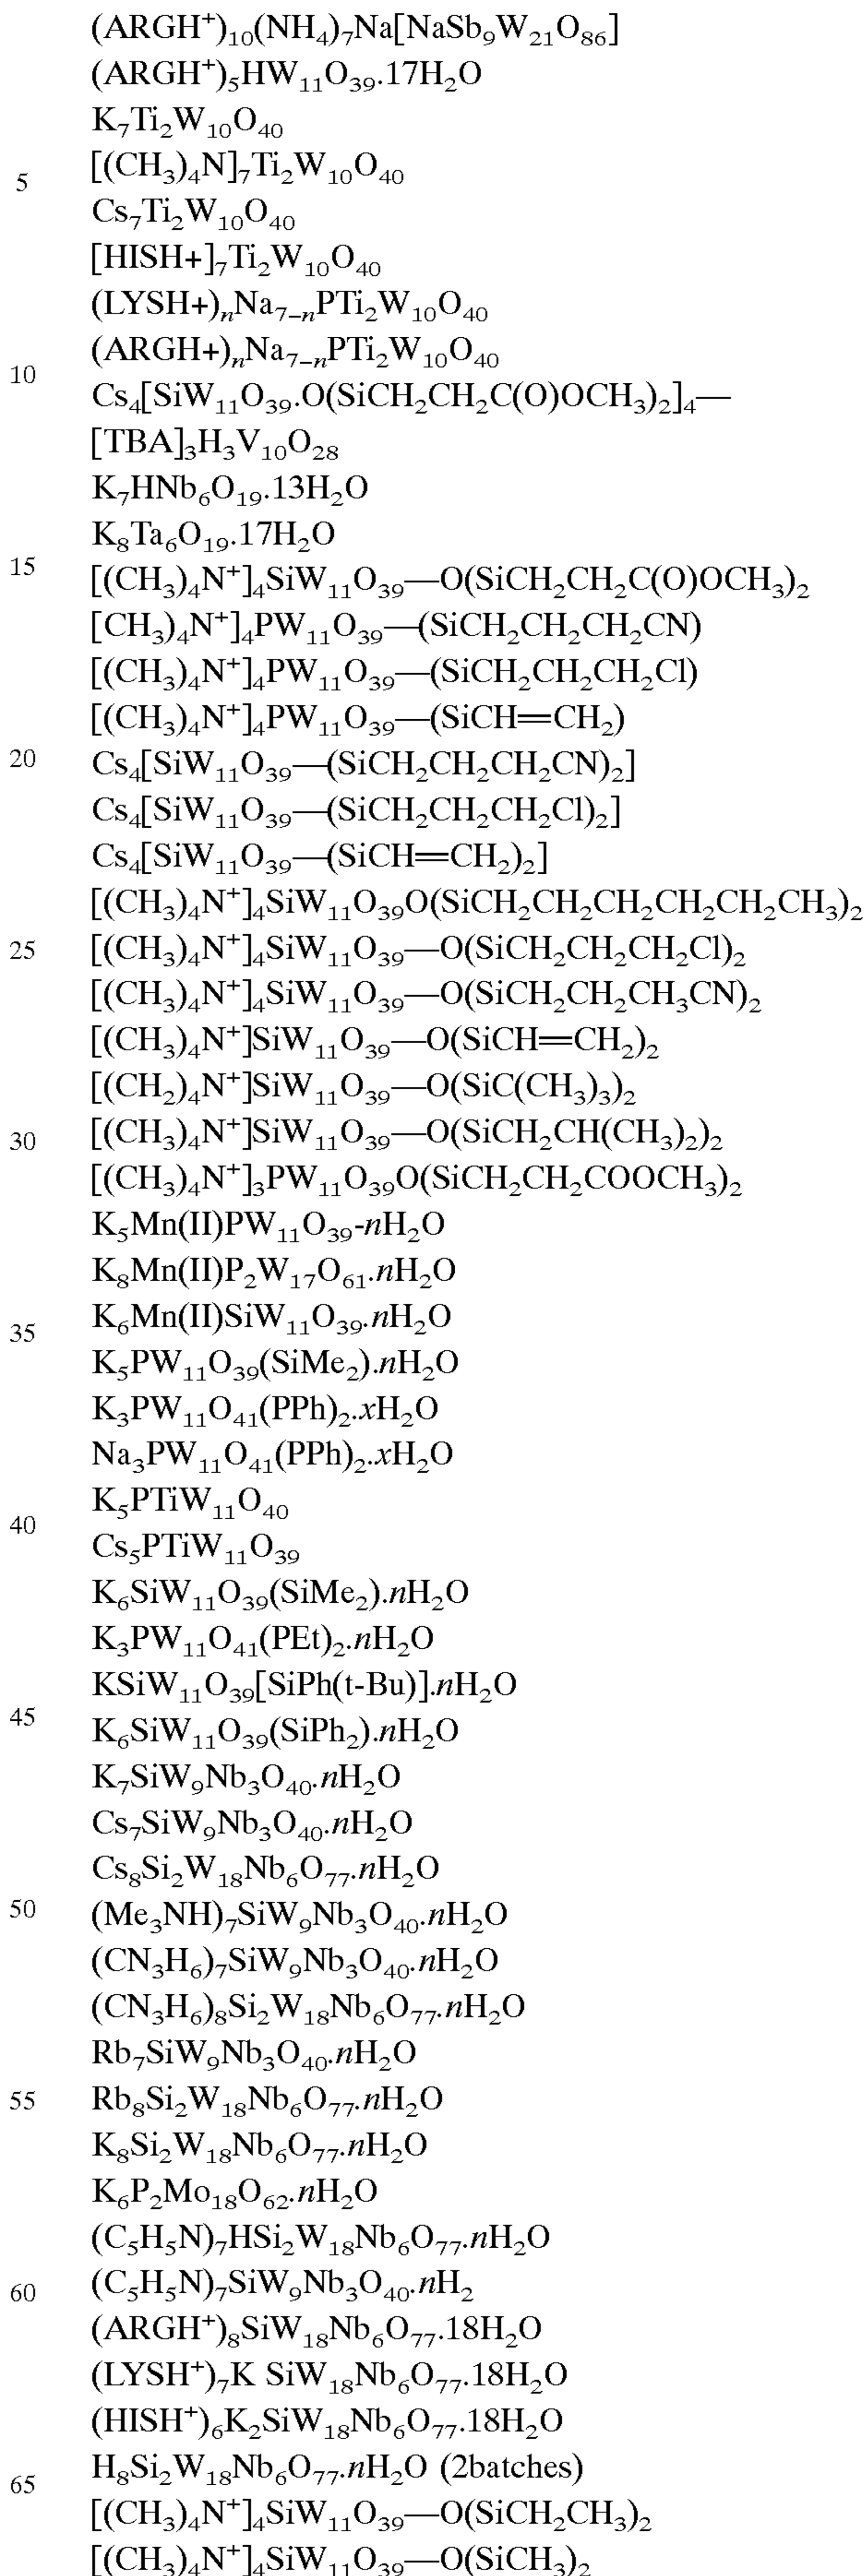 (ARGH⁺)₁₀(NH₄)₇Na[NaSb₉W₂₁O₈₆]
(ARGH⁺)₅HW₁₁O₃₉.17H₂O
K₇Ti₂W₁₀O₄₀
5 [(CH₃)₄N]₇Ti₂W₁₀O₄₀
Cs₇Ti₂W₁₀O₄₀
[HISH+]₇Ti₂W₁₀O₄₀
(LYSH+)ₙNa₇₋ₙPTi₂W₁₀O₄₀
(ARGH+)ₙNa₇₋ₙPTi₂W₁₀O₄₀
10 Cs₄[SiW₁₁O₃₉.O(SiCH₂CH₂C(O)OCH₃)₂]₄—
[TBA]₃H₃V₁₀O₂₈
K₇HNb₆O₁₉.13H₂O
K₈Ta₆O₁₉.17H₂O
15 [(CH₃)₄N⁺]₄SiW₁₁O₃₉—O(SiCH₂CH₂C(O)OCH₃)₂
[CH₃)₄N⁺]₄PW₁₁O₃₉—(SiCH₂CH₂CH₂CN)
[(CH₃)₄N⁺]₄PW₁₁O₃₉—(SiCH₂CH₂CH₂Cl)
[(CH₃)₄N⁺]₄PW₁₁O₃₉—(SiCH=CH₂)
20 Cs₄[SiW₁₁O₃₉—(SiCH₂CH₂CH₂CN)₂]
Cs₄[SiW₁₁O₃₉—(SiCH₂CH₂CH₂Cl)₂]
Cs₄[SiW₁₁O₃₉—(SiCH=CH₂)₂]
[(CH₃)₄N⁺]₄SiW₁₁O₃₉O(SiCH₂CH₂CH₂CH₂CH₂CH₃)₂
25 [(CH₃)₄N⁺]₄SiW₁₁O₃₉—O(SiCH₂CH₂CH₂Cl)₂
[(CH₃)₄N⁺]₄SiW₁₁O₃₉—O(SiCH₂CH₂CH₃CN)₂
[(CH₃)₄N⁺]SiW₁₁O₃₉—O(SiCH=CH₂)₂
[(CH₂)₄N⁺]SiW₁₁O₃₉—O(SiC(CH₃)₃)₂
30 [(CH₃)₄N⁺]SiW₁₁O₃₉—O(SiCH₂CH(CH₃)₂)₂
[(CH₃)₄N⁺]₃PW₁₁O₃₉O(SiCH₂CH₂COOCH₃)₂
K₅Mn(II)PW₁₁O₃₉-nH₂O
K₈Mn(II)P₂W₁₇O₆₁.nH₂O
35 K₆Mn(II)SiW₁₁O₃₉.nH₂O
K₅PW₁₁O₃₉(SiMe₂).nH₂O
K₃PW₁₁O₄₁(PPh)₂.xH₂O
Na₃PW₁₁O₄₁(PPh)₂.xH₂O
K₅PTiW₁₁O₄₀
40 Cs₅PTiW₁₁O₃₉
K₆SiW₁₁O₃₉(SiMe₂).nH₂O
K₃PW₁₁O₄₁(PEt)₂.nH₂O
KSiW₁₁O₃₉[SiPh(t-Bu)].nH₂O
45 K₆SiW₁₁O₃₉(SiPh₂).nH₂O
K₇SiW₉Nb₃O₄₀.nH₂O
Cs₇SiW₉Nb₃O₄₀.nH₂O
Cs₈Si₂W₁₈Nb₆O₇₇.nH₂O
50 (Me₃NH)₇SiW₉Nb₃O₄₀.nH₂O
(CN₃H₆)₇SiW₉Nb₃O₄₀.nH₂O
(CN₃H₆)₈Si₂W₁₈Nb₆O₇₇.nH₂O
Rb₇SiW₉Nb₃O₄₀.nH₂O
55 Rb₈Si₂W₁₈Nb₆O₇₇.nH₂O
K₈Si₂W₁₈Nb₆O₇₇.nH₂O
K₆P₂Mo₁₈O₆₂.nH₂O
(C₅H₅N)₇HSi₂W₁₈Nb₆O₇₇.nH₂O
60 (C₅H₅N)₇SiW₉Nb₃O₄₀.nH₂
(ARGH⁺)₈SiW₁₈Nb₆O₇₇.18H₂O
(LYSH⁺)₇K SiW₁₈Nb₆O₇₇.18H₂O
(HISH⁺)₆K₂SiW₁₈Nb₆O₇₇.18H₂O
65 H₈Si₂W₁₈Nb₆O₇₇.nH₂O (2batches)
[(CH₃)₄N⁺]₄SiW₁₁O₃₉—O(SiCH₂CH₃)₂
[(CH₃)₄N⁺]₄SiW₁₁O₃₉—O(SiCH₃)₂